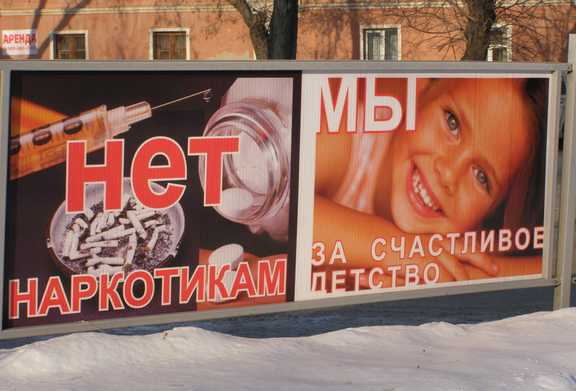 АРЕНДА
нет
НАРКОТИКАМ
МЫ
ЗА СЧАСТЛИВОЕ
ДЕТСТВО